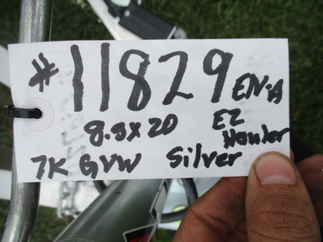 #11829 EN-A
8.5x20 EZ Hauler
7K GVW Silver